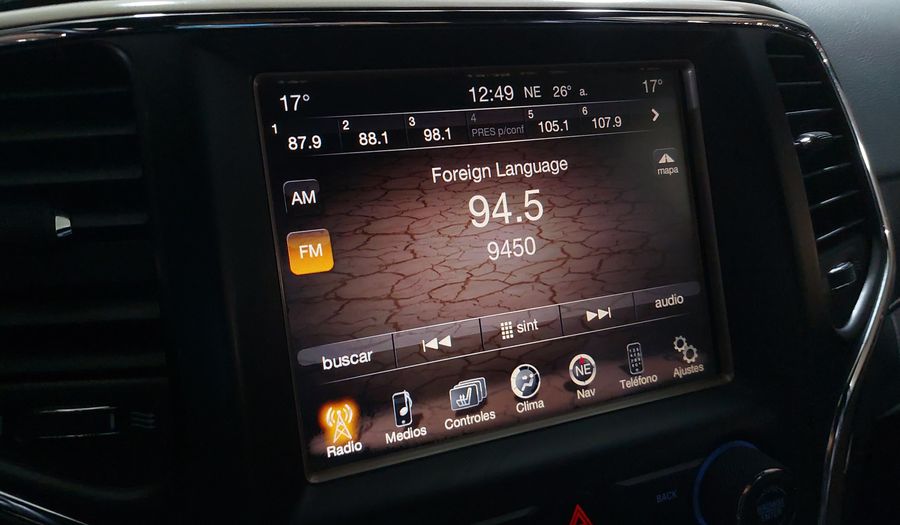 17° 12:49 NE 26° a. 17°
1 87.9 2 88.1 3 98.1 4 PRES p/conf 5 105.1 6 107.9
Foreign Language
mapa
AM
94.5
FM
9450
buscar sint audio
Radio Medios Controles Clima NE Nav Teléfono Ajustes
BACK